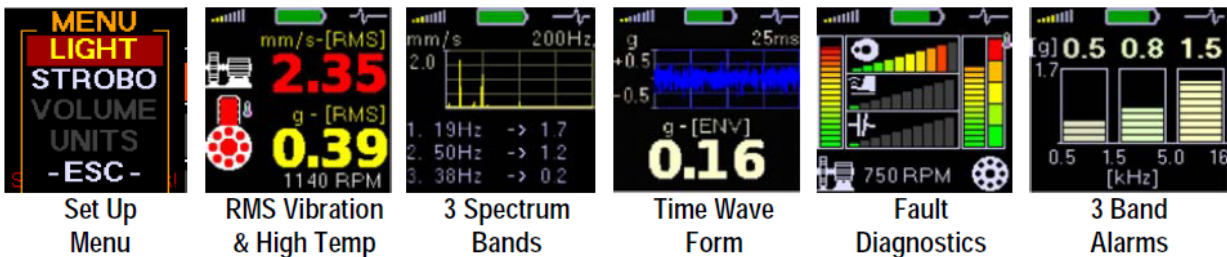 MENU
LIGHT
STROBO
VOLUME
UNITS
-ESC-
mm/s-[RMS]
2.35
g - [RMS]
0.39
1140 RPM
mm/s 200Hz
2.0
1. 19Hz -> 1.7
2. 50Hz -> 1.2
3. 38Hz -> 0.2
g 25ms
+0.5
-0.5
g - [ENV]
0.16
750 RPM
[g] 0.5 0.8 1.5
1.7
0.5 1.5 5.0 16
[kHz]
Set Up
Menu
RMS Vibration
& High Temp
3 Spectrum
Bands
Time Wave
Form
Fault
Diagnostics
3 Band
Alarms